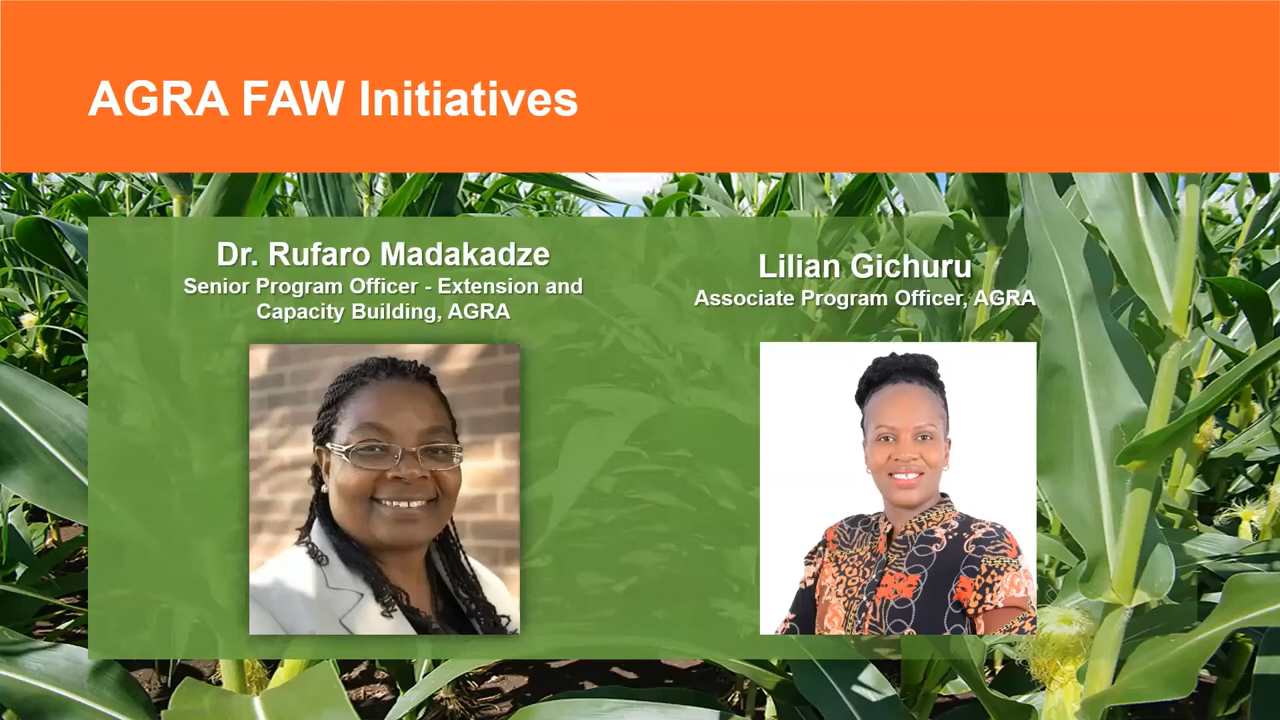 AGRA FAW Initiatives
Dr. Rufaro Madakadze
Senior Program Officer - Extension and
Capacity Building, AGRA
Lilian Gichuru
Associate Program Officer, AGRA